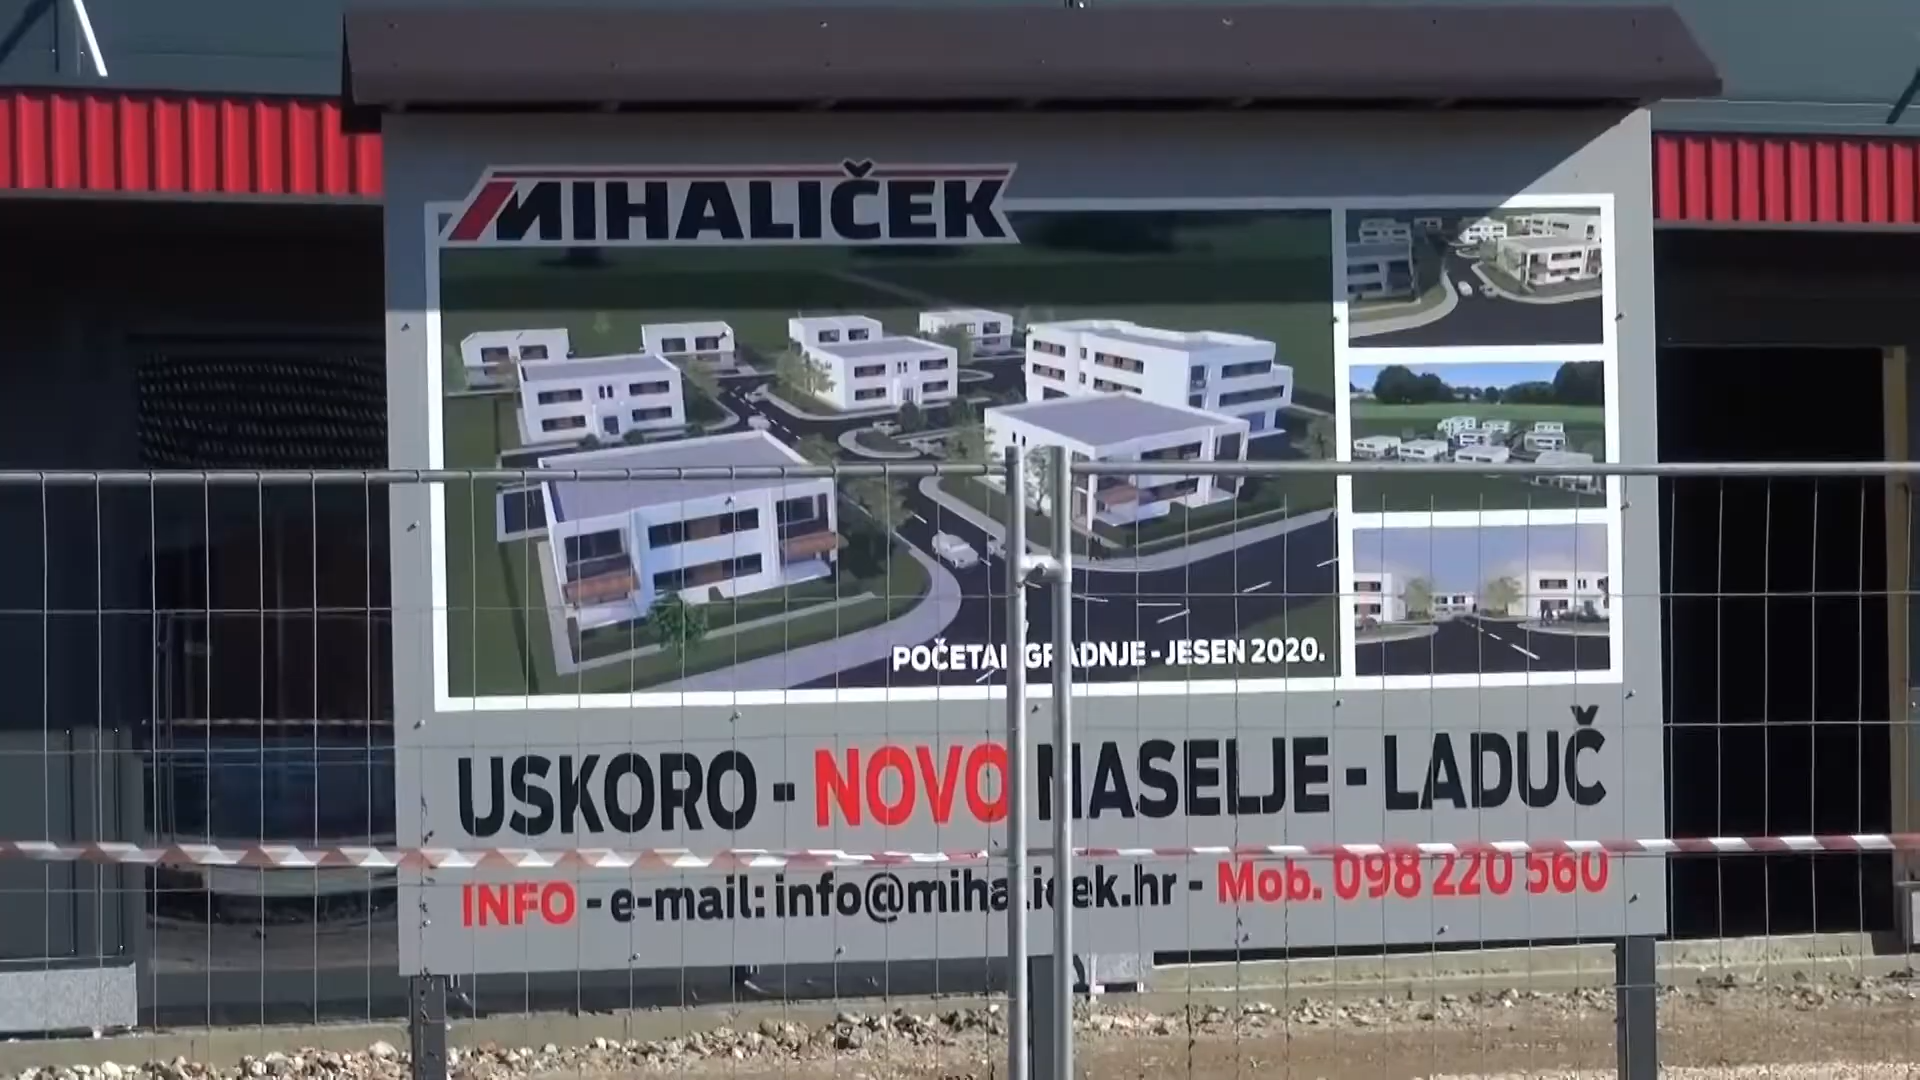 MIHALIČEK
POČETAK GRADNJE - JESEN 2020.
USKORO - NOVO NASELJE - LADUČ
INFO - e-mail: info@mihalicek.hr - Mob. 098 220 560